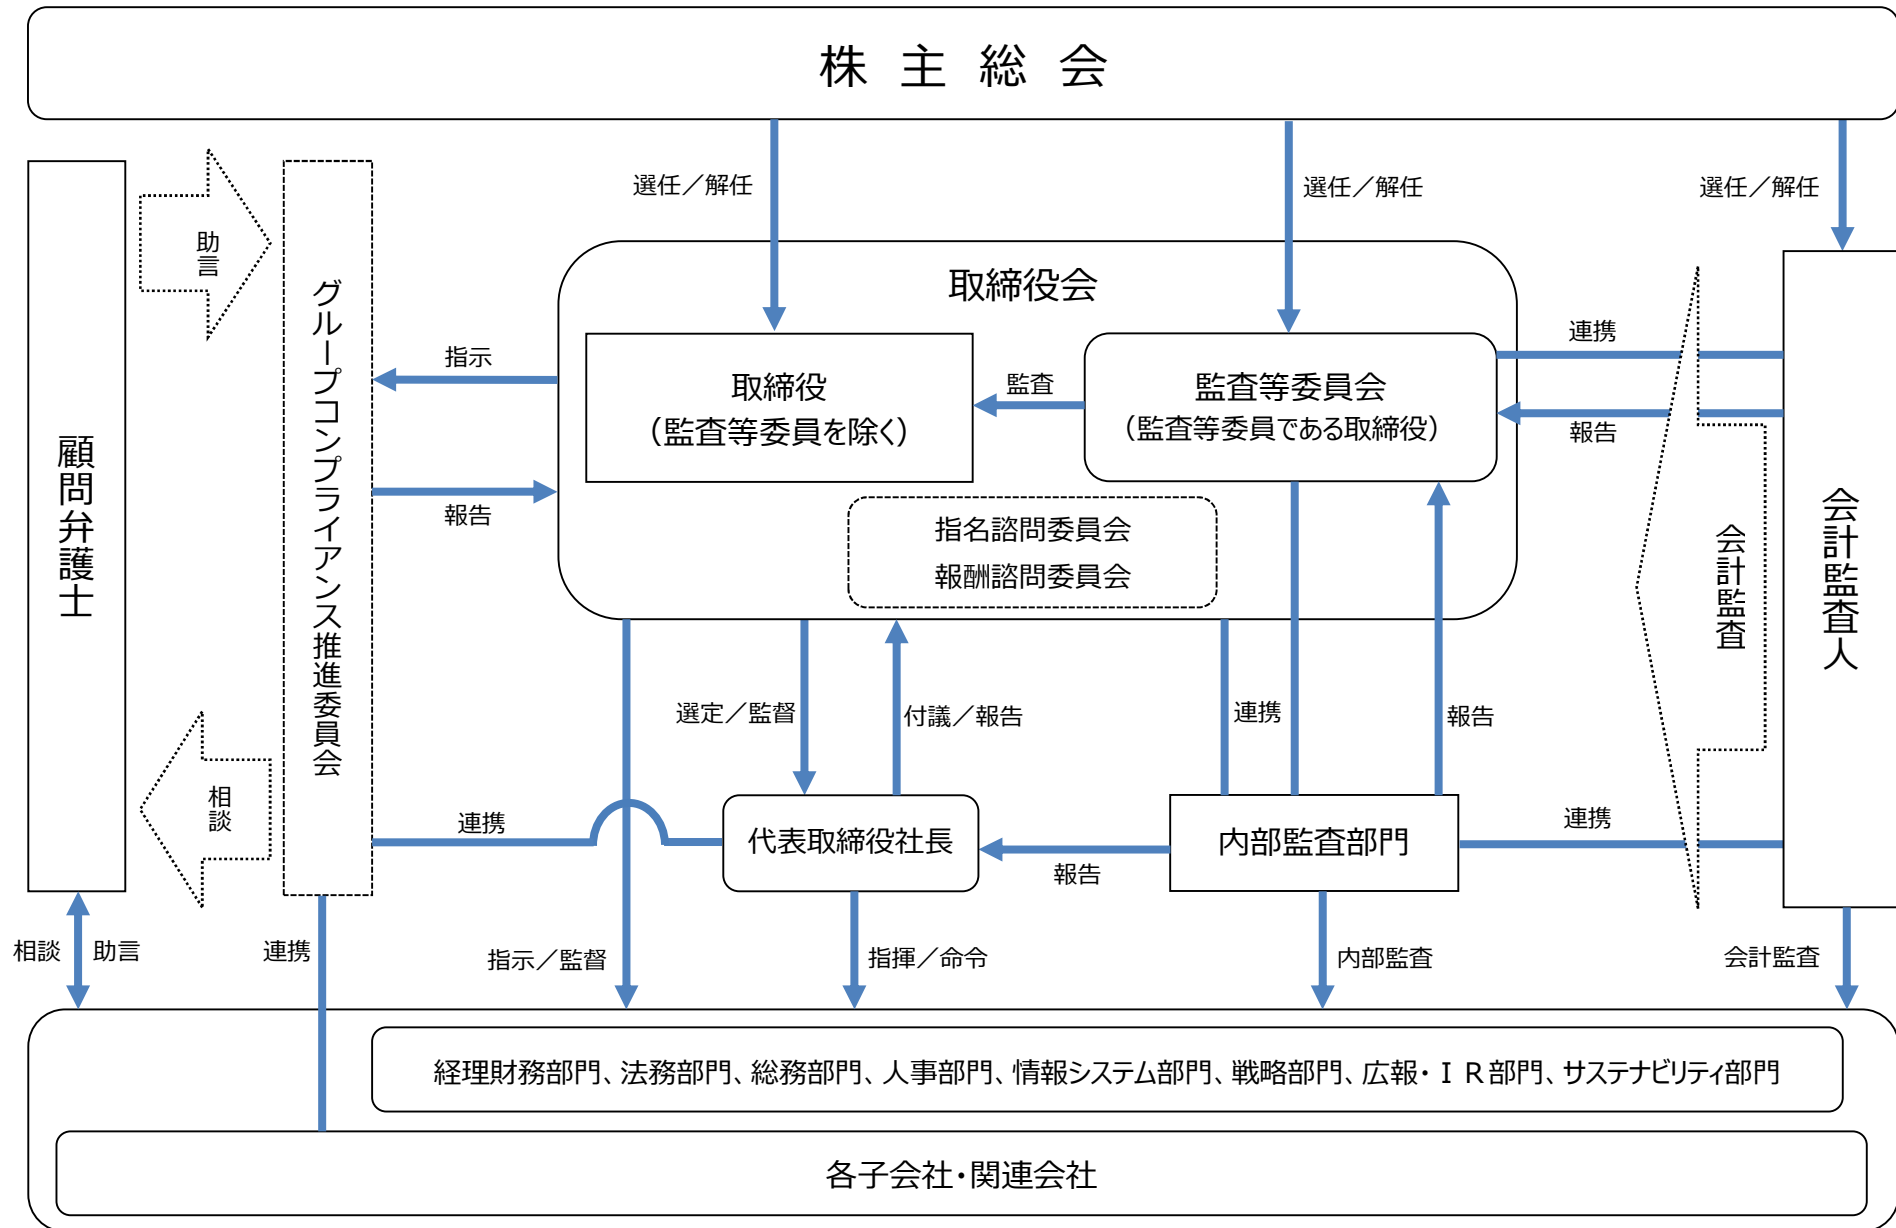 株 主 総 会
選任／解任
選任／解任
選任／解任
助言
グループコンプライアンス推進委員会
顧問弁護士
相談
取締役会
指示
報告
取締役
（監査等委員を除く）
監査
監査等委員会
（監査等委員である取締役）
指名諮問委員会
報酬諮問委員会
連携
報告
会計監査
会計監査人
選定／監督
付議／報告
連携
報告
連携
代表取締役社長
報告
内部監査部門
連携
相談
助言
連携
指示／監督
指揮／命令
内部監査
会計監査
経理財務部門、法務部門、総務部門、人事部門、情報システム部門、戦略部門、広報・ＩＲ部門、サステナビリティ部門
各子会社・関連会社